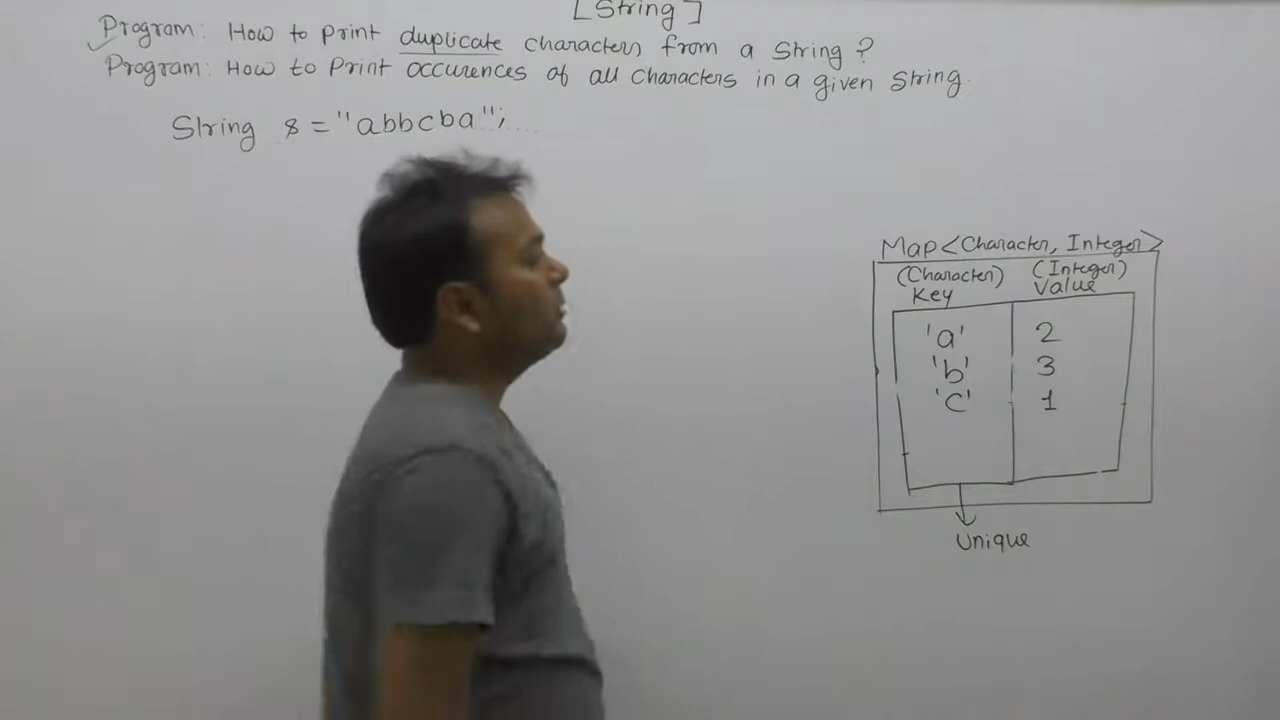 [String]
Program: How to print duplicate characters from a string?
Program: How to Print occurences of all characters in a given string.
String s = "abbcba";
Map<Character, Integer>
(Character) (Integer)
Key Value
'a' 2
'b' 3
'c' 1
Unique